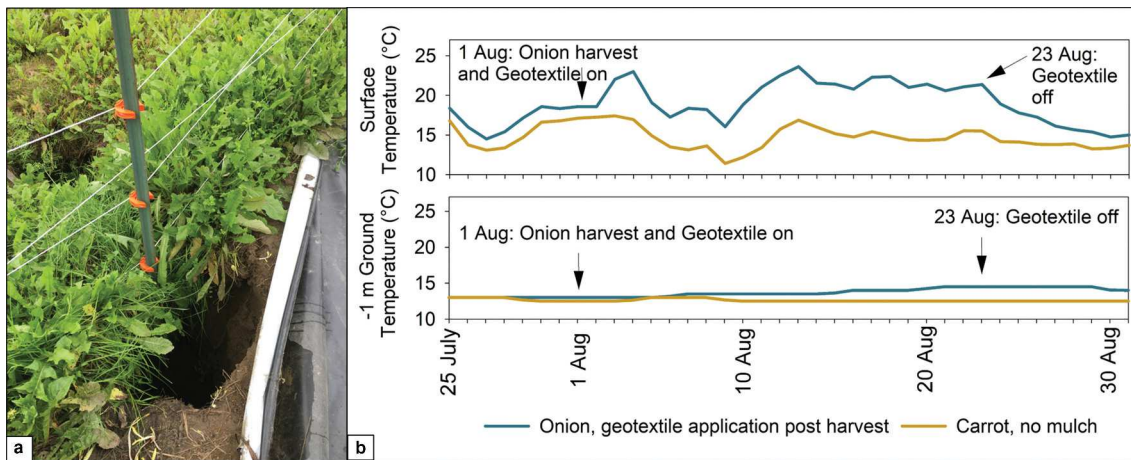 a
b
Surface
Temperature (°C)
25
20
15
10
1 Aug: Onion harvest
and Geotextile on
23 Aug:
Geotextile
off
-1 m Ground
Temperature (°C)
25
20
15
10
1 Aug: Onion harvest and Geotextile on
23 Aug: Geotextile off
25 July
1 Aug
10 Aug
20 Aug
30 Aug
Onion, geotextile application post harvest
Carrot, no mulch